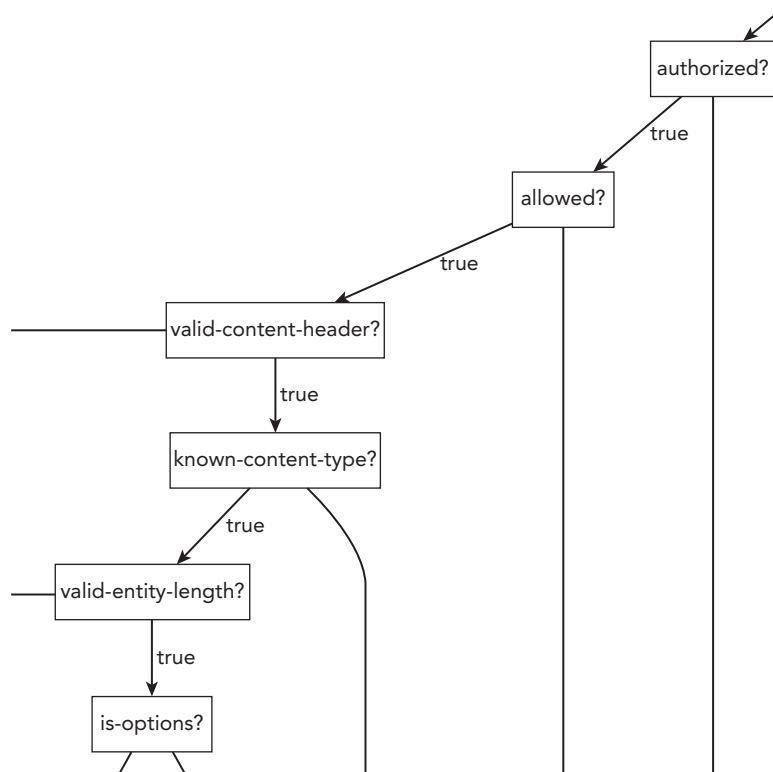 authorized?
true
allowed?
true
valid-content-header?
true
known-content-type?
true
valid-entity-length?
true
is-options?